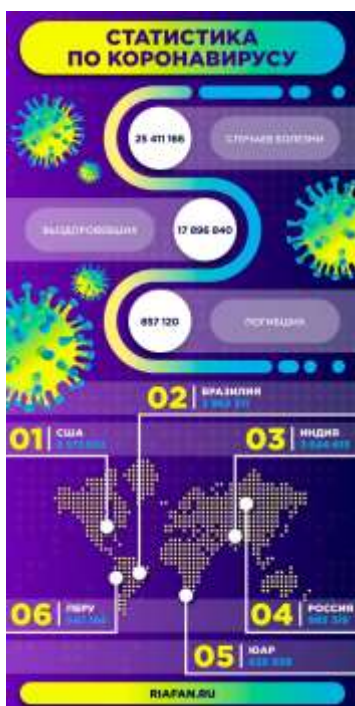 СТАТИСТИКА
ПО КОРОНАВИРУСУ
25 411 166
СЛУЧАЕВ БОЛЕЗНИ
ВЫЗДОРОВЕВШИХ
17 896 840
857 120
ПОГИБШИХ
02 БРАЗИЛИЯ
01 США
03 ИНДИЯ
06 ПЕРУ
04 РОССИЯ
05 ЮАР
RIAFAN.RU